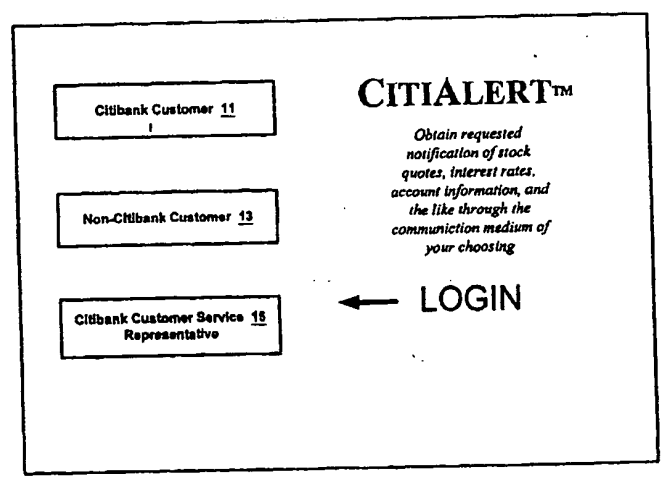 Citibank Customer 11
Non-Citibank Customer 13
Citibank Customer Service 15
Representative
CITIALERT™
Obtain requested
notification of stock
quotes, interest rates,
account information, and
the like through the
communiction medium of
your choosing
LOGIN